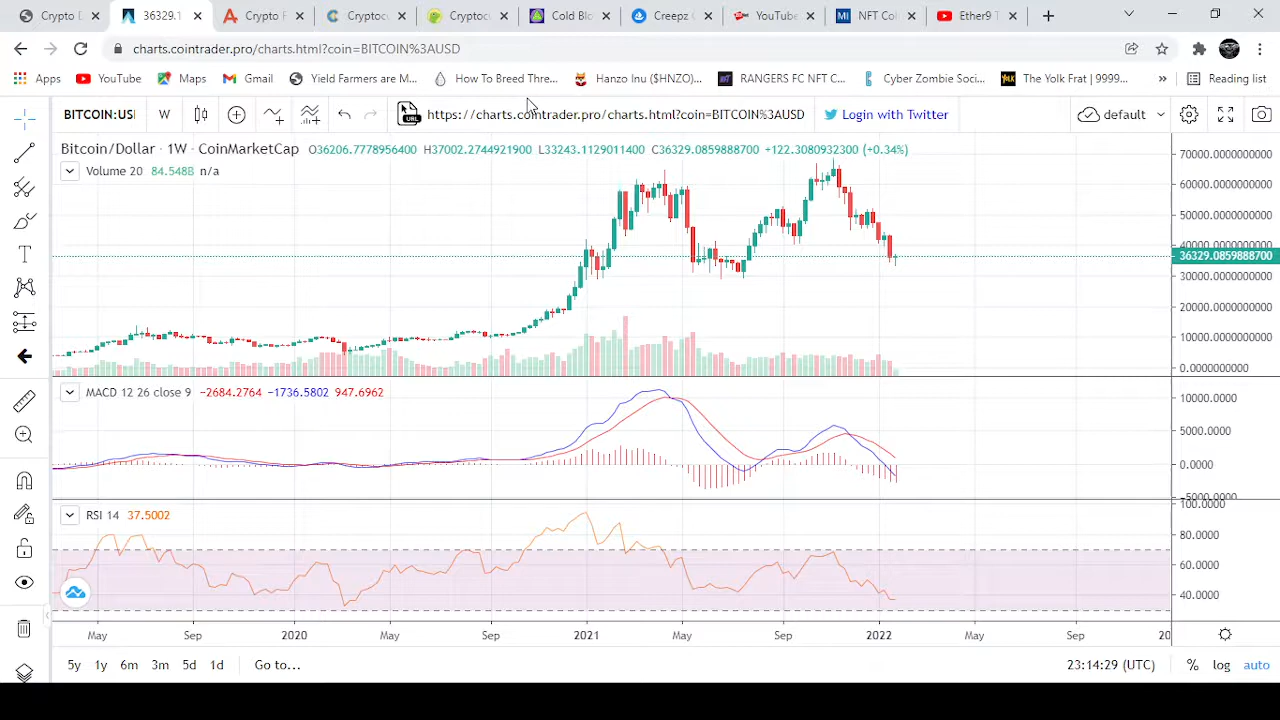 Crypto D
36329.1
Crypto F
Cryptocu
Cryptocu
Cold Blo
Creepz G
YouTube
NFT Coll
Ether9 T
charts.cointrader.pro/charts.html?coin=BITCOIN%3AUSD
Apps YouTube Maps Gmail Yield Farmers are M... How To Breed Thre... Hanzo Inu ($HNZO)... RANGERS FC NFT C... Cyber Zombie Soci... YOLK The Yolk Frat | 9999... » Reading list
BITCOIN:USD W URL https://charts.cointrader.pro/charts.html?coin=BITCOIN%3AUSD Login with Twitter default
Bitcoin/Dollar · 1W · CoinMarketCap O36206.7778956400 H37002.2744921900 L33243.1129011400 C36329.0859888700 +122.3080932300 (+0.34%)
Volume 20 84.548B n/a
70000.0000000000
60000.0000000000
50000.0000000000
40000.0000000000
36329.0859888700
30000.0000000000
20000.0000000000
10000.0000000000
0.0000000000
MACD 12 26 close 9 −2684.2764 −1736.5802 947.6962
10000.0000
5000.0000
0.0000
−5000.0000
RSI 14 37.5002
100.0000
80.0000
60.0000
40.0000
May Sep 2020 May Sep 2021 May Sep 2022 May Sep 20
5y 1y 6m 3m 5d 1d Go to... 23:14:29 (UTC) % log auto